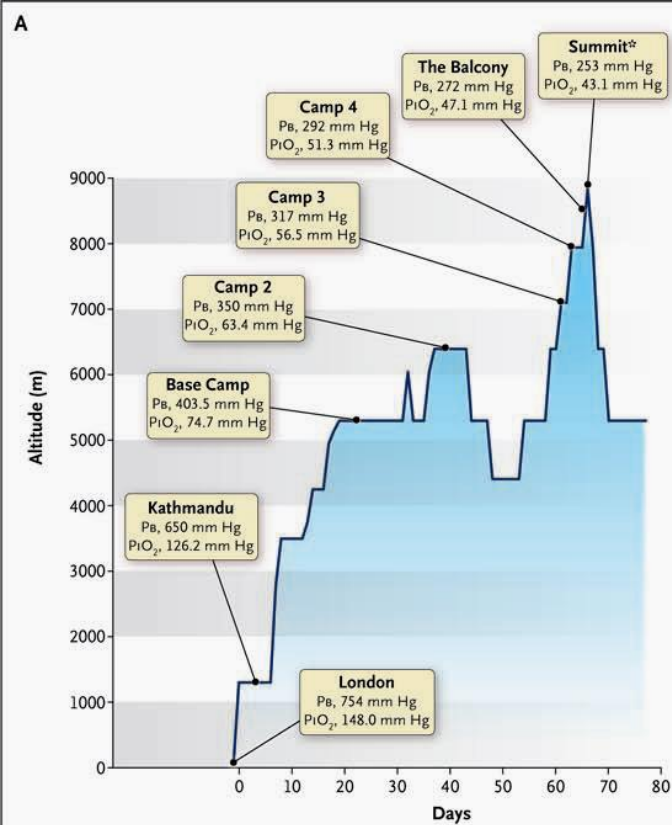 A
Summit☆
PB, 253 mm Hg
PIO2, 43.1 mm Hg
The Balcony
PB, 272 mm Hg
PIO2, 47.1 mm Hg
Camp 4
PB, 292 mm Hg
PIO2, 51.3 mm Hg
Camp 3
PB, 317 mm Hg
PIO2, 56.5 mm Hg
Camp 2
PB, 350 mm Hg
PIO2, 63.4 mm Hg
Base Camp
PB, 403.5 mm Hg
PIO2, 74.7 mm Hg
Kathmandu
PB, 650 mm Hg
PIO2, 126.2 mm Hg
London
PB, 754 mm Hg
PIO2, 148.0 mm Hg
Altitude (m)
9000
8000
7000
6000
5000
4000
3000
2000
1000
0
0 10 20 30 40 50 60 70 80
Days